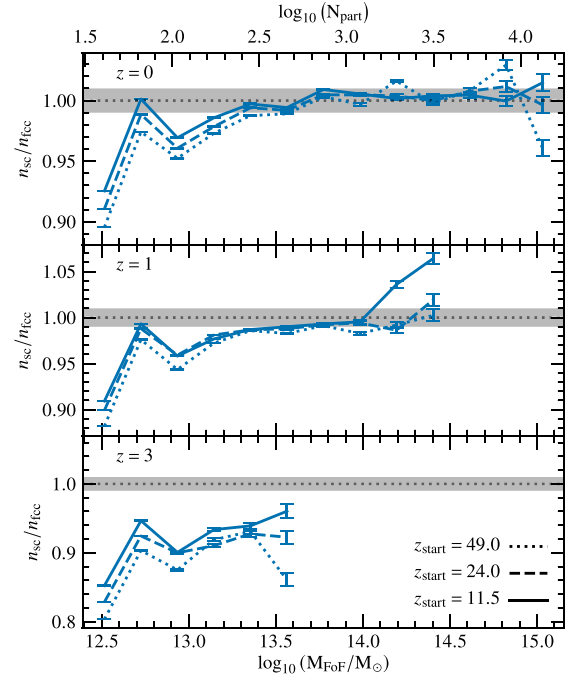 log₁₀ (N_part)
1.5 2.0 2.5 3.0 3.5 4.0
z = 0
1.00
0.95
0.90
n_sc/n_fcc
z = 1
1.05
1.00
0.95
0.90
n_sc/n_fcc
z = 3
1.0
0.9
0.8
n_sc/n_fcc
z_start = 49.0
z_start = 24.0
z_start = 11.5
12.5 13.0 13.5 14.0 14.5 15.0
log₁₀ (M_FoF/M_⊙)